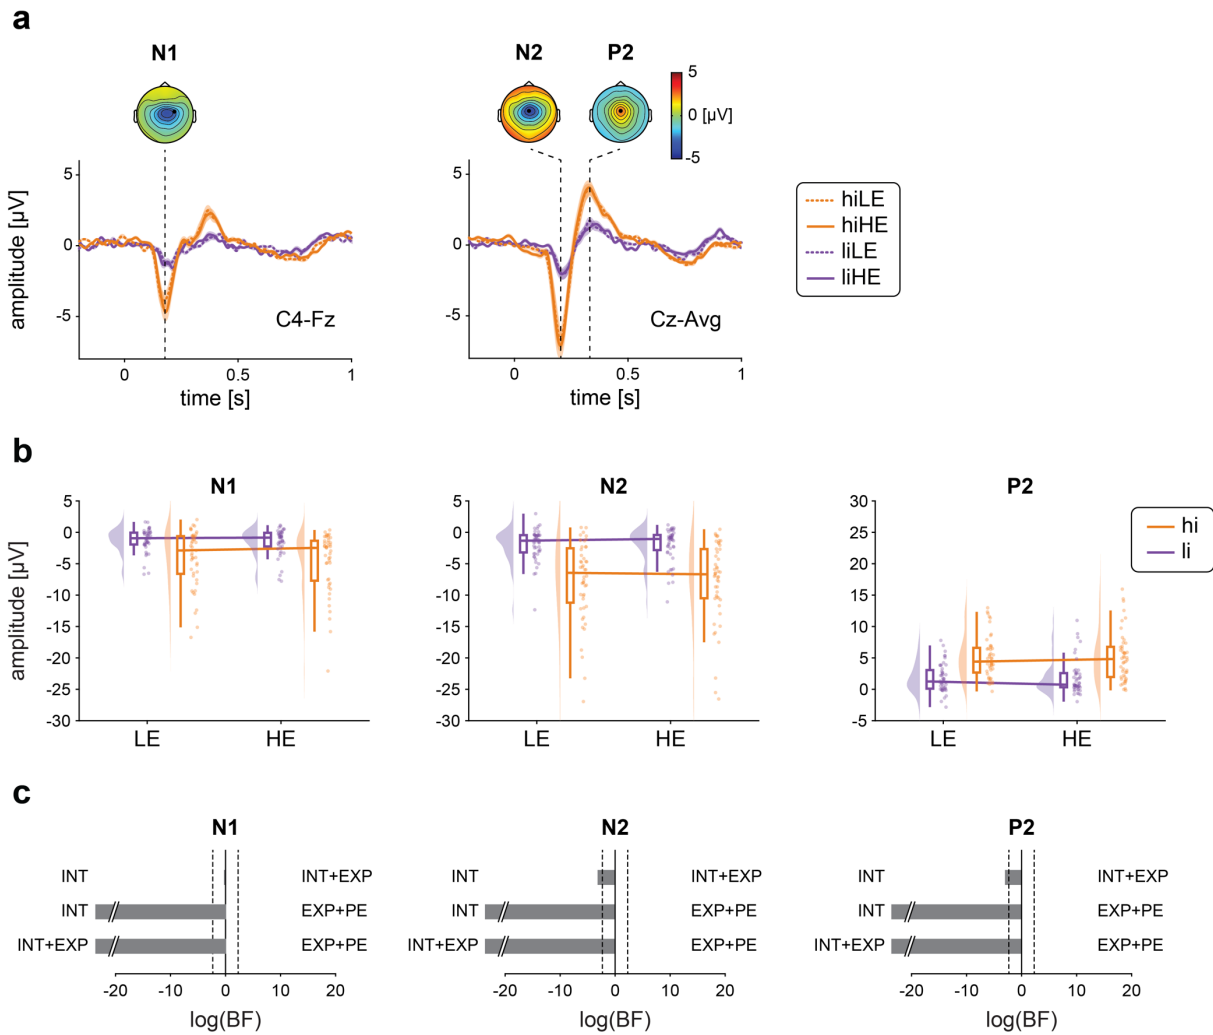 a
N1
N2 P2
5
0 [µV]
-5
amplitude [µV]
5
0
-5
C4-Fz
0 0.5 1
time [s]
5
0
-5
Cz-Avg
0 0.5 1
time [s]
hiLE
hiHE
liLE
liHE
b
N1
amplitude [µV]
5
0
-5
-10
-15
-20
-25
-30
LE HE
N2
5
0
-5
-10
-15
-20
-25
-30
LE HE
P2
30
25
20
15
10
5
0
-5
LE HE
hi
li
c
N1
INT INT+EXP
INT EXP+PE
INT+EXP EXP+PE
-20 -10 0 10 20
log(BF)
N2
INT INT+EXP
INT EXP+PE
INT+EXP EXP+PE
-20 -10 0 10 20
log(BF)
P2
INT INT+EXP
INT EXP+PE
INT+EXP EXP+PE
-20 -10 0 10 20
log(BF)